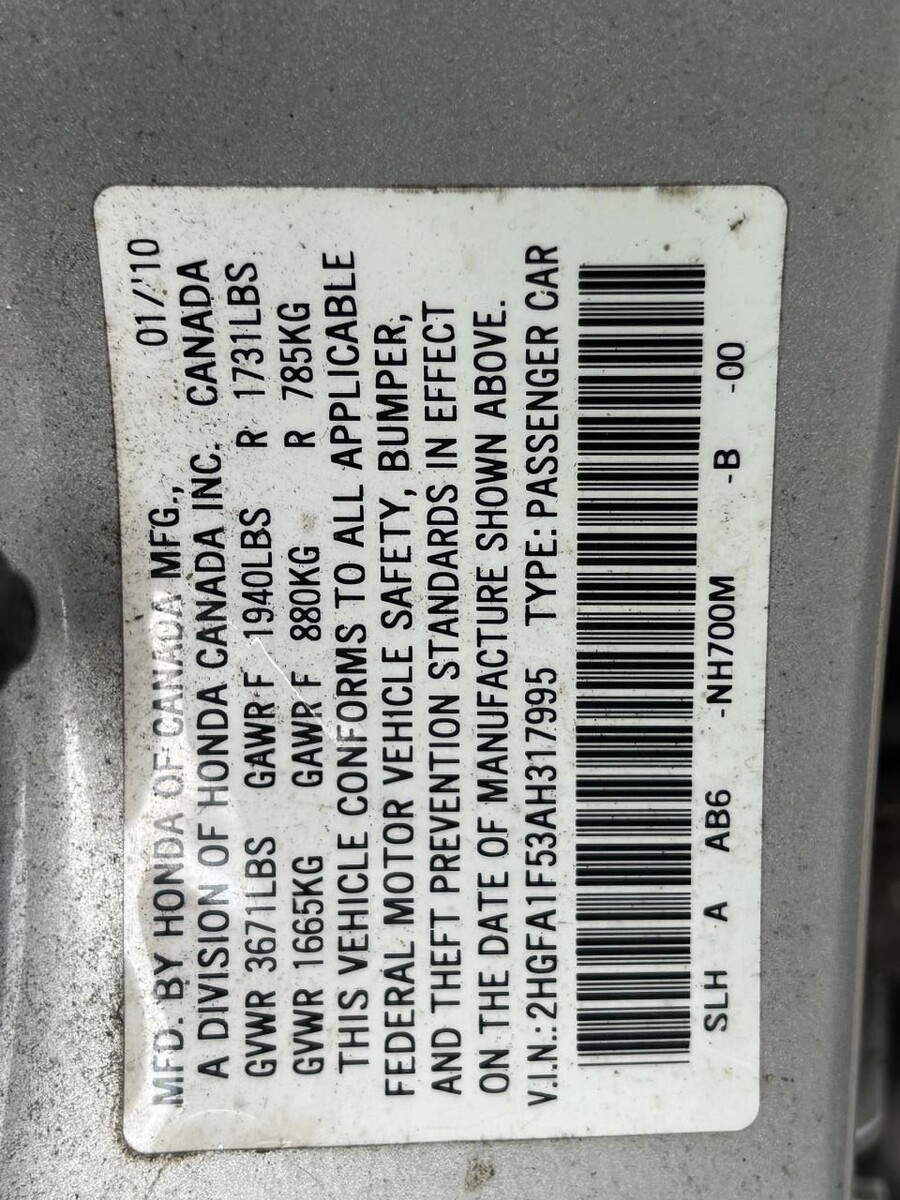 MFD. BY HONDA OF CANADA MFG., 01/'10
A DIVISION OF HONDA CANADA INC. CANADA
GVWR 3671LBS GAWR F 1940LBS R 1731LBS
GVWR 1665KG GAWR F 880KG R 785KG
THIS VEHICLE CONFORMS TO ALL APPLICABLE
FEDERAL MOTOR VEHICLE SAFETY, BUMPER,
AND THEFT PREVENTION STANDARDS IN EFFECT
ON THE DATE OF MANUFACTURE SHOWN ABOVE.
V.I.N.:2HGFA1F53AH317995 TYPE: PASSENGER CAR
SLH A AB6 -NH700M -B -00